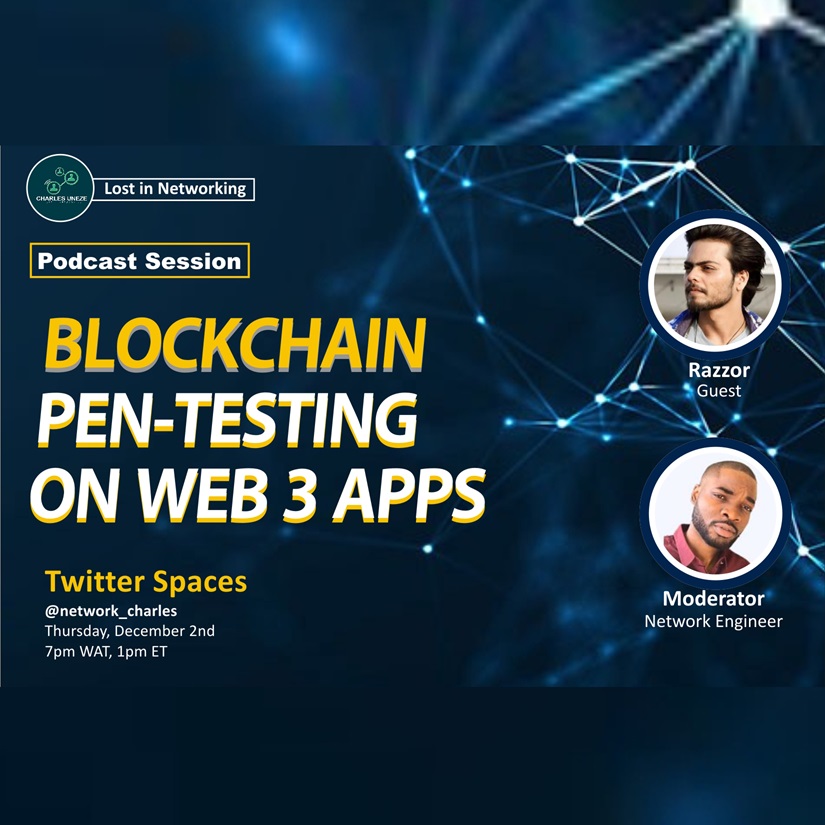 CHARLES UNEZE
Lost in Networking
Podcast Session
BLOCKCHAIN
PEN-TESTING
ON WEB 3 APPS
Twitter Spaces
@network_charles
Thursday, December 2nd
7pm WAT, 1pm ET
Razzor
Guest
Moderator
Network Engineer